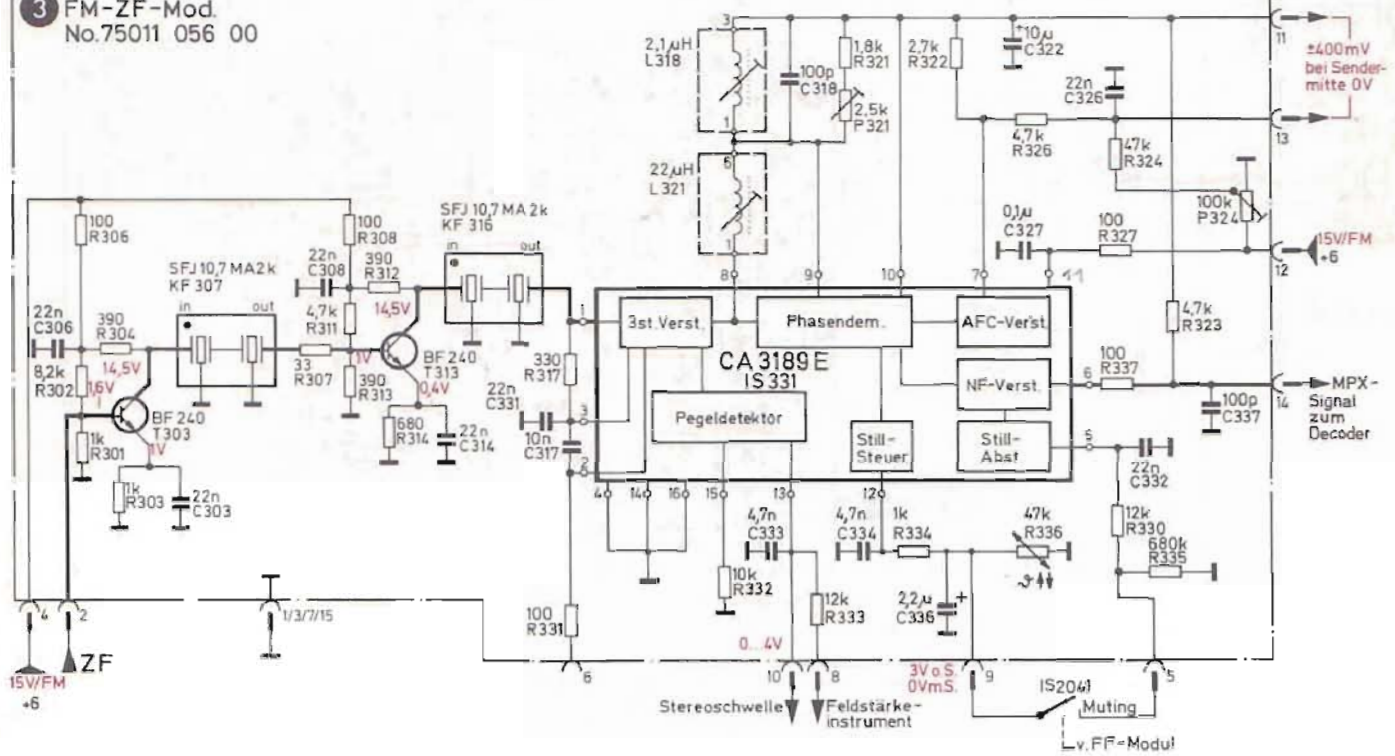 3 FM-ZF-Mod.
No.75011 056 00
2,1µH
L318
3
1
100p
C318
1,8k
R321
2,5k
P321
2,7k
R322
+10µ
C322
22n
C326
4,7k
R326
47k
R324
100k
P324
11
±400mV
bei Sender-
mitte 0V
13
22µH
L321
6
1
0,1µ
C327
100
R327
15V/FM
+6
12
100
R306
100
R308
SFJ 10,7 MA 2k
KF 316
in out
22n
C308
390
R312
14,5V
SFJ 10,7 MA2k
KF 307
in out
22n
C306
390
R304
14,5V
4,7k
R311
8,2k
R302
1,6V
33
R307
1V
390
R313
BF 240
T313
0,4V
BF 240
T303
1V
1k
R301
1k
R303
22n
C303
680
R314
22n
C314
330
R317
22n
C331
10n
C317
1
3
2
8
9
10
7
11
3st.Verst.
Phasendem.
AFC-Verst.
CA 3189 E
IS331
NF-Verst.
Pegeldetektor
Still-
Steuer.
Still-
Abst
6
5
4
14
16
15
13
12
4,7k
R323
100
R337
100p
C337
14
MPX-
Signal
zum
Decoder
22n
C332
12k
R330
680k
R335
4,7n
C333
4,7n
C334
1k
R334
47k
R336
ϑ
10k
R332
12k
R333
2,2µ
C336
+
100
R331
4
2
1/3/7/15
6
0...4V
10
8
3V o.S.
0V m.S.
9
5
15V/FM
+6
ZF
Stereoschwelle
Feldstärke-
instrument
IS2041
Muting
v.FF-Modul